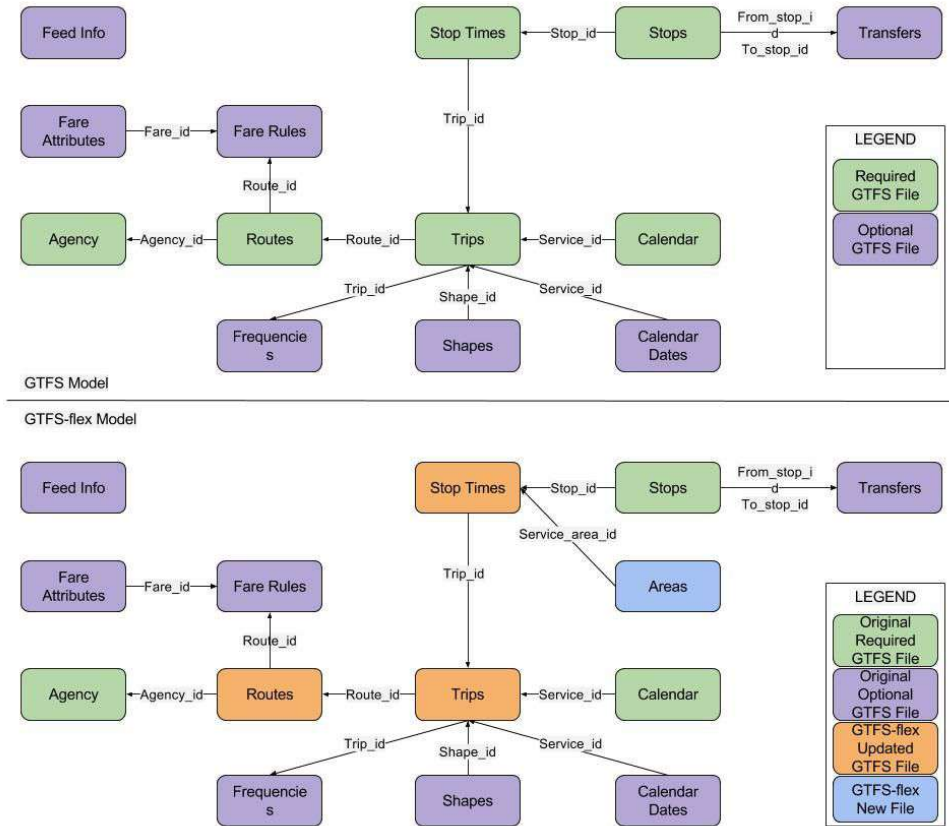 Feed Info
Stop Times
Stop_id
Stops
From_stop_i
d
To_stop_id
Transfers
Trip_id
Fare
Attributes
Fare_id
Fare Rules
LEGEND
Required
GTFS File
Optional
GTFS File
Route_id
Agency
Agency_id
Routes
Route_id
Trips
Service_id
Calendar
Trip_id
Shape_id
Service_id
Frequencie
s
Shapes
Calendar
Dates
GTFS Model
GTFS-flex Model
Feed Info
Stop Times
Stop_id
Stops
From_stop_i
d
To_stop_id
Transfers
Service_area_id
Trip_id
Fare
Attributes
Fare_id
Fare Rules
Areas
LEGEND
Original
Required
GTFS File
Original
Optional
GTFS File
GTFS-flex
Updated
GTFS File
GTFS-flex
New File
Route_id
Agency
Agency_id
Routes
Route_id
Trips
Service_id
Calendar
Trip_id
Shape_id
Service_id
Frequencie
s
Shapes
Calendar
Dates